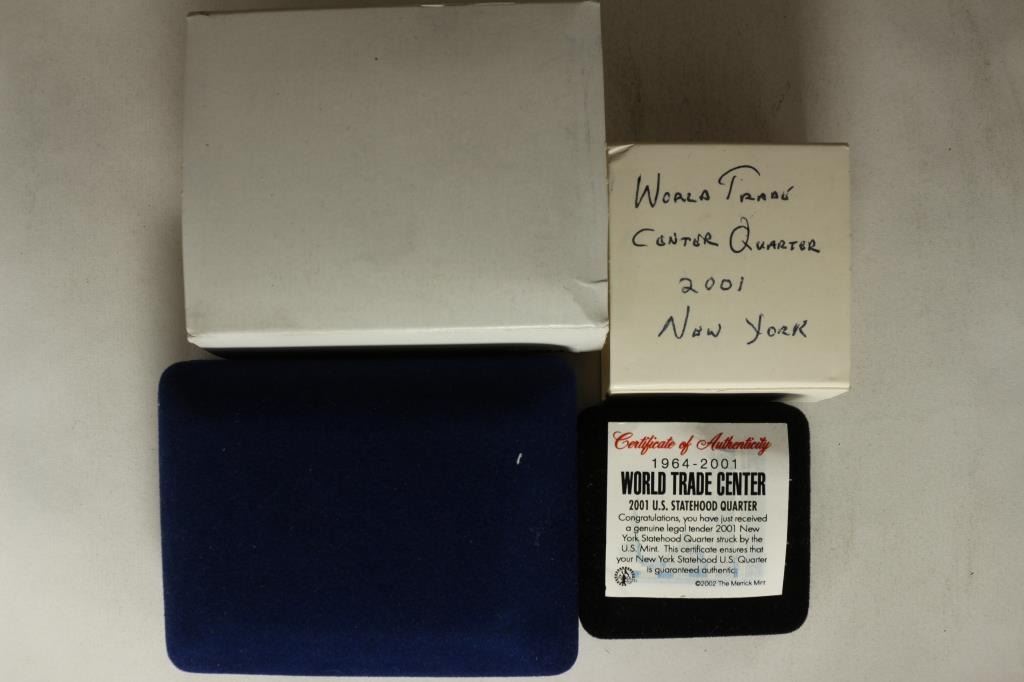 WORLD TRADE
CENTER QUARTER
2001
NEW YORK
Certificate of Authenticity
1964-2001
WORLD TRADE CENTER
2001 U.S. STATEHOOD QUARTER
Congratulations, you have just received
a genuine legal tender 2001 New
York Statehood Quarter struck by the
U.S. Mint. This certificate ensures that
your New York Statehood U.S. Quarter
is guaranteed authentic.
©2002 The Merrick Mint